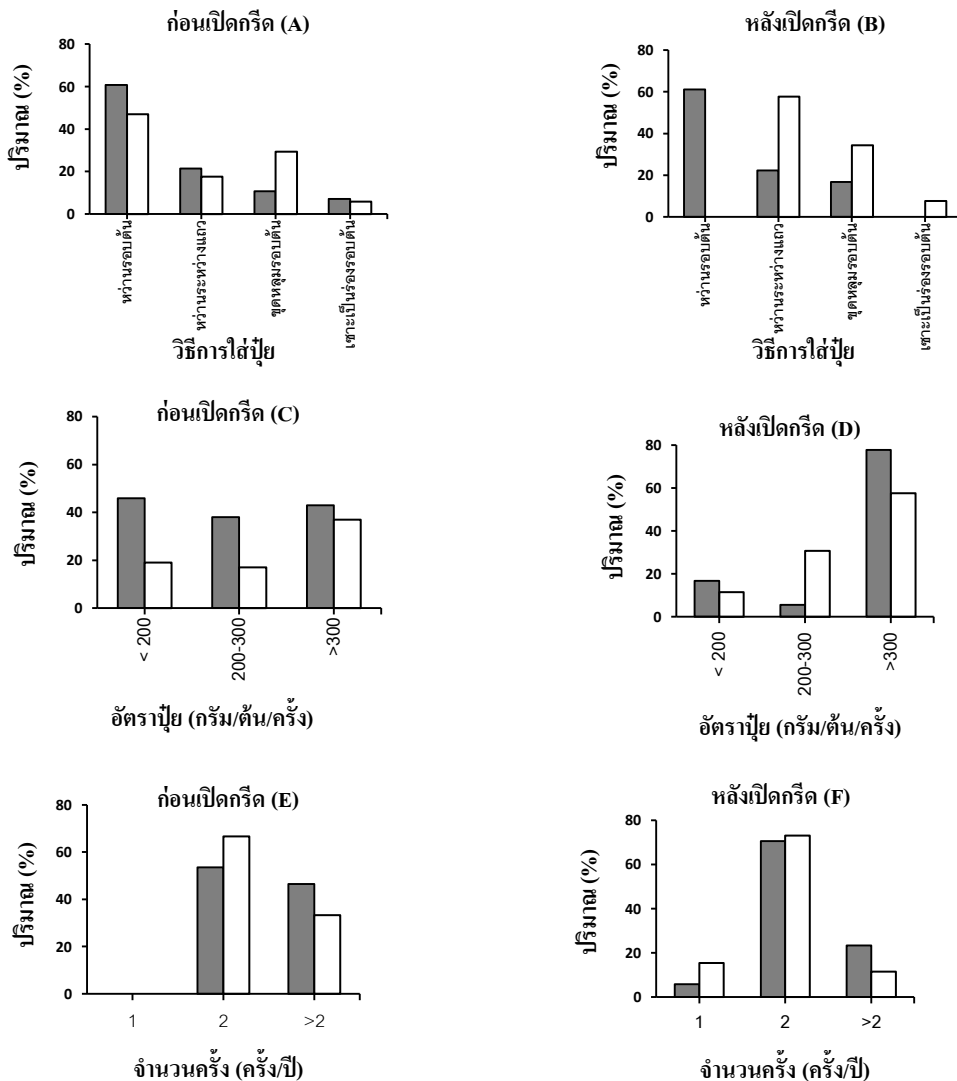 ก่อนเปิดกรีด (A)
ปริมาณ (%)
80
60
40
20
0
หว่านรอบต้น
หว่านระหว่างแถว
ขุดหลุมรอบต้น
เซาะเป็นร่องรอบต้น
วิธีการใส่ปุ๋ย
หลังเปิดกรีด (B)
ปริมาณ (%)
80
60
40
20
0
หว่านรอบต้น
หว่านระหว่างแถว
ขุดหลุมรอบต้น
เซาะเป็นร่องรอบต้น
วิธีการใส่ปุ๋ย
ก่อนเปิดกรีด (C)
ปริมาณ (%)
80
60
40
20
0
< 200
200-300
>300
อัตราปุ๋ย (กรัม/ต้น/ครั้ง)
หลังเปิดกรีด (D)
ปริมาณ (%)
80
60
40
20
0
< 200
200-300
>300
อัตราปุ๋ย (กรัม/ต้น/ครั้ง)
ก่อนเปิดกรีด (E)
ปริมาณ (%)
80
60
40
20
0
1
2
>2
จำนวนครั้ง (ครั้ง/ปี)
หลังเปิดกรีด (F)
ปริมาณ (%)
80
60
40
20
0
1
2
>2
จำนวนครั้ง (ครั้ง/ปี)